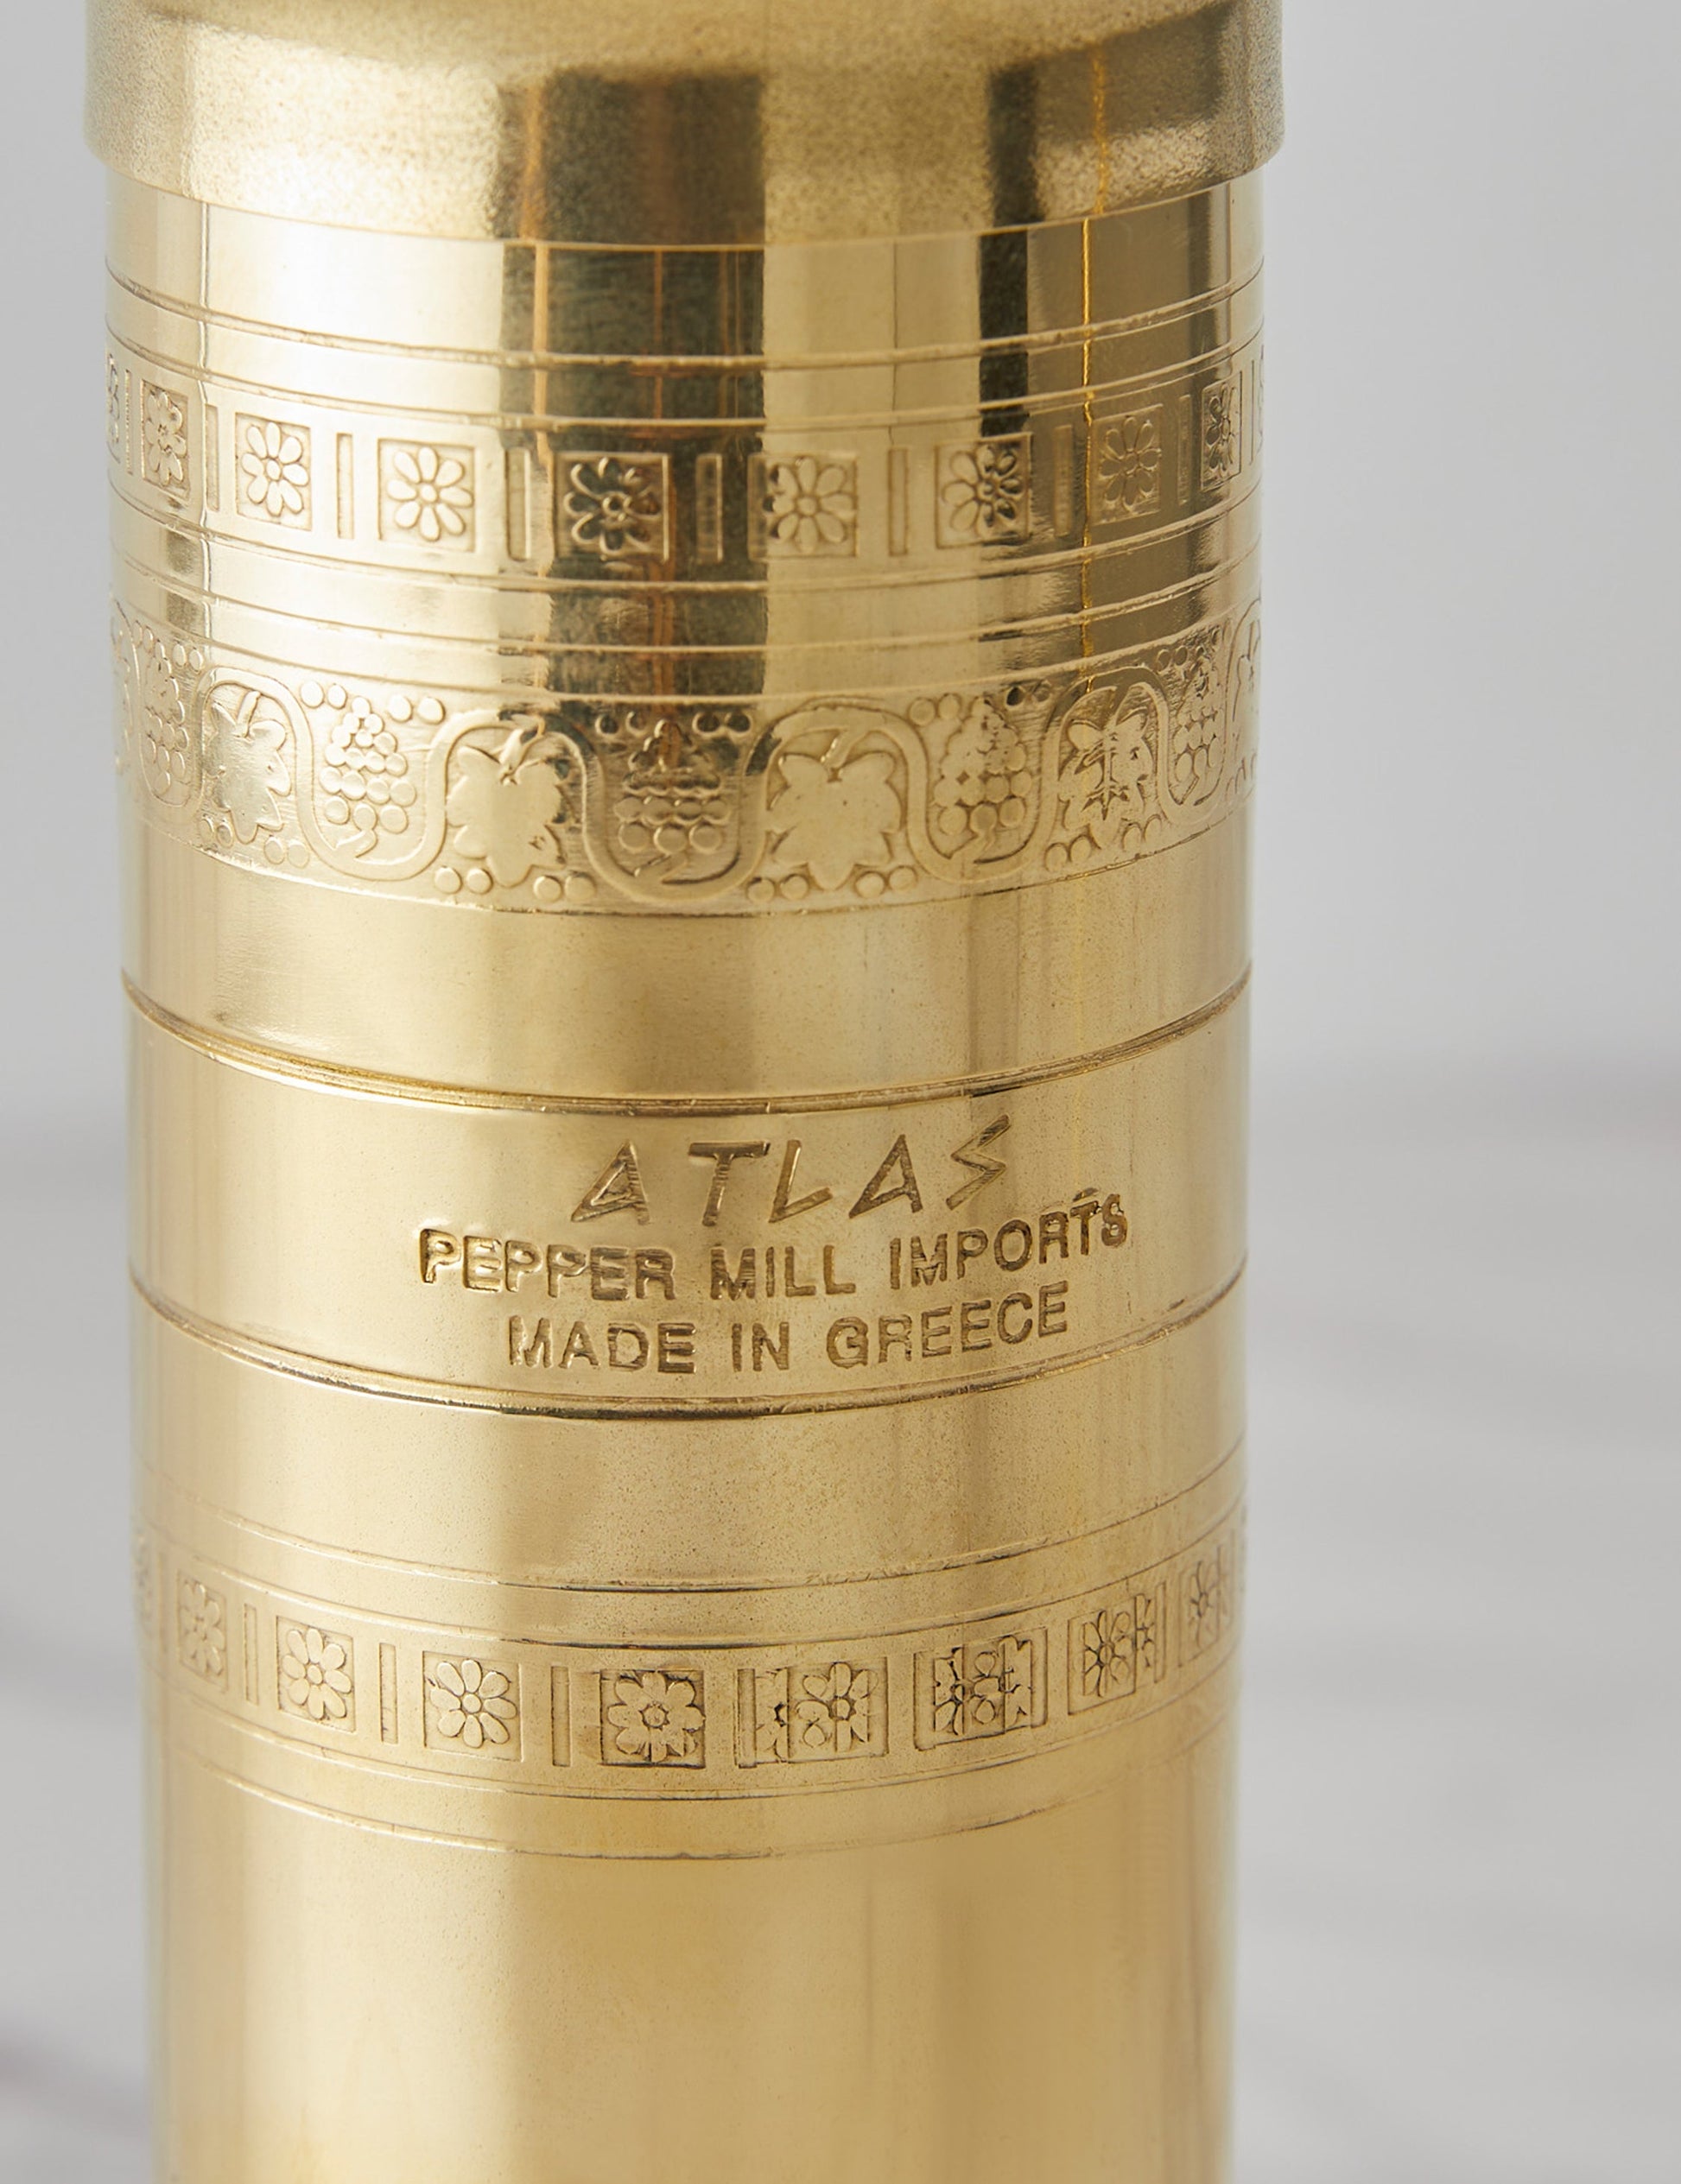 ATLAS
PEPPER MILL IMPORTS
MADE IN GREECE